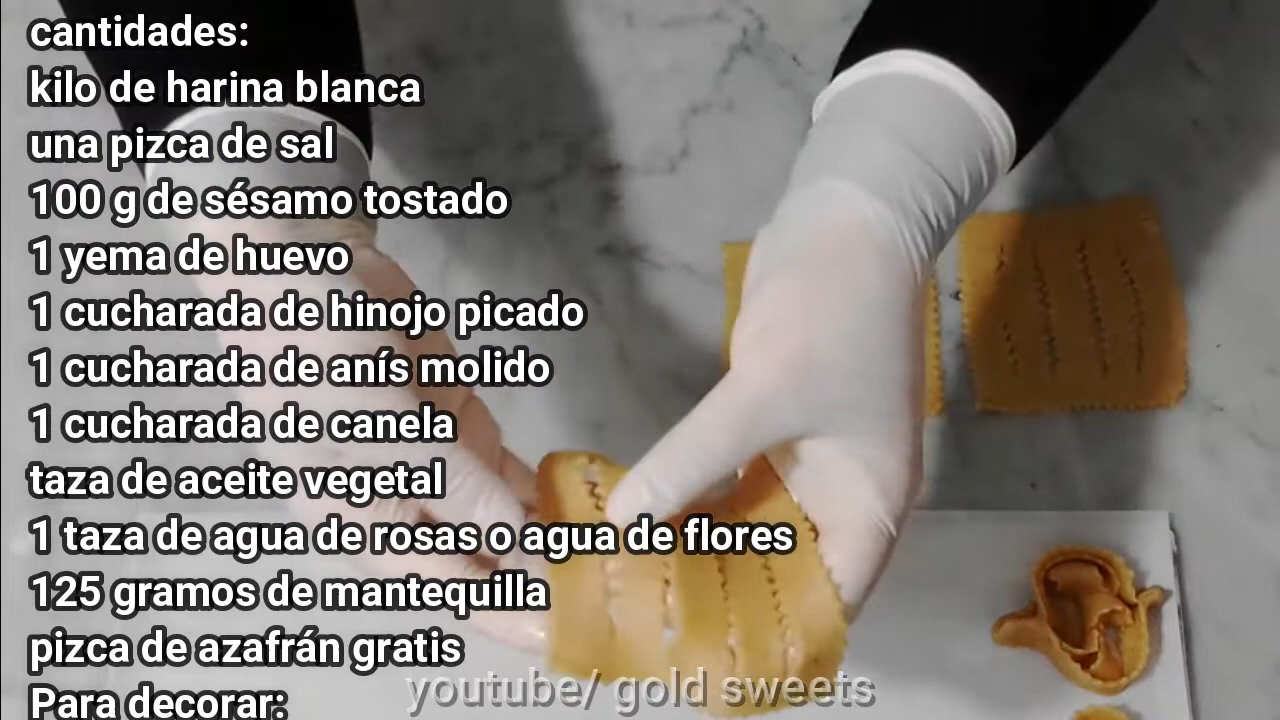 cantidades:
kilo de harina blanca
una pizca de sal
100 g de sésamo tostado
1 yema de huevo
1 cucharada de hinojo picado
1 cucharada de anís molido
1 cucharada de canela
taza de aceite vegetal
1 taza de agua de rosas o agua de flores
125 gramos de mantequilla
pizca de azafrán gratis
Para decorar:
youtube/ gold sweets